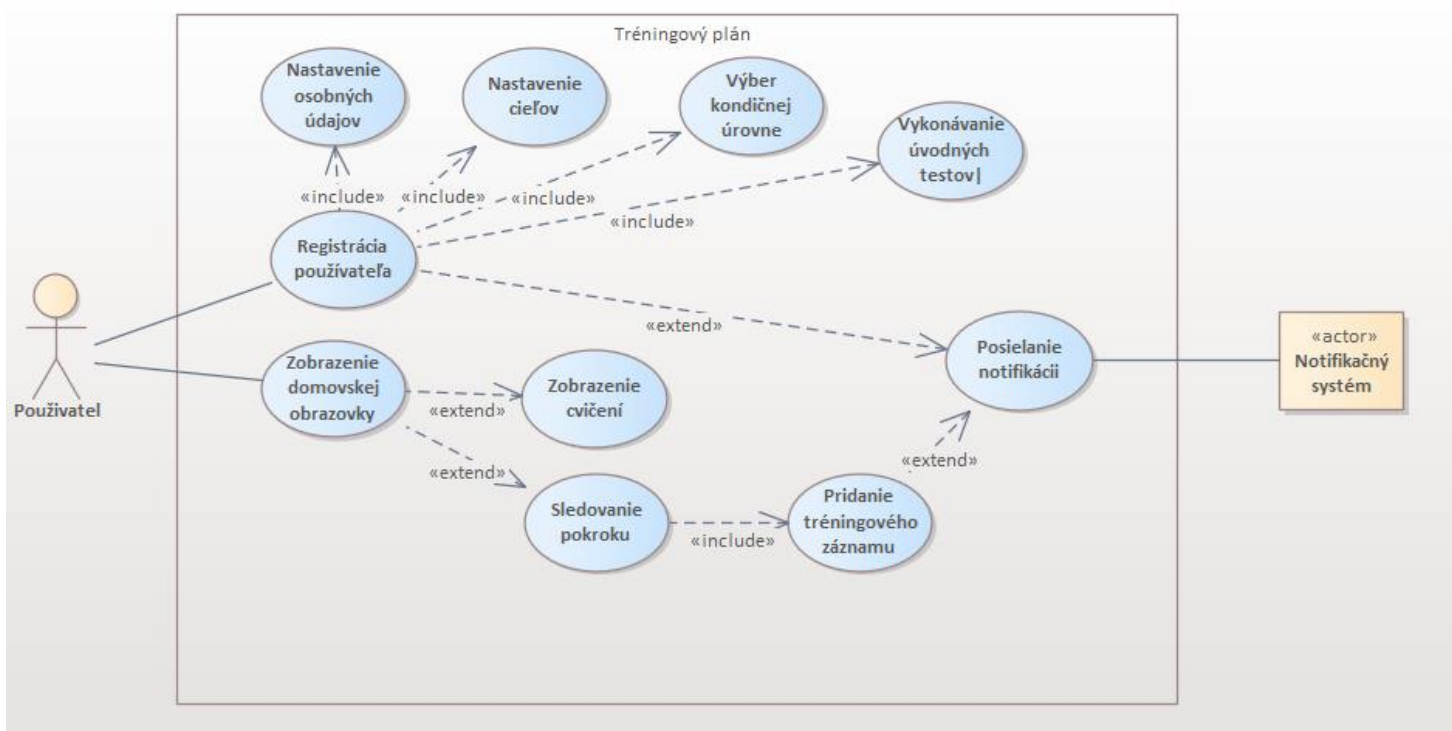 Tréningový plán
Nastavenie
osobných
údajov
Nastavenie
cieľov
Výber
kondičnej
úrovne
Vykonávanie
úvodných
testov|
«include»
«include»
«include»
«include»
Registrácia
používateľa
«extend»
Použivatel
Zobrazenie
domovskej
obrazovky
«extend»
Zobrazenie
cvičení
«extend»
Sledovanie
pokroku
«include»
Pridanie
tréningového
záznamu
«extend»
Posielanie
notifikácii
«actor»
Notifikačný
systém